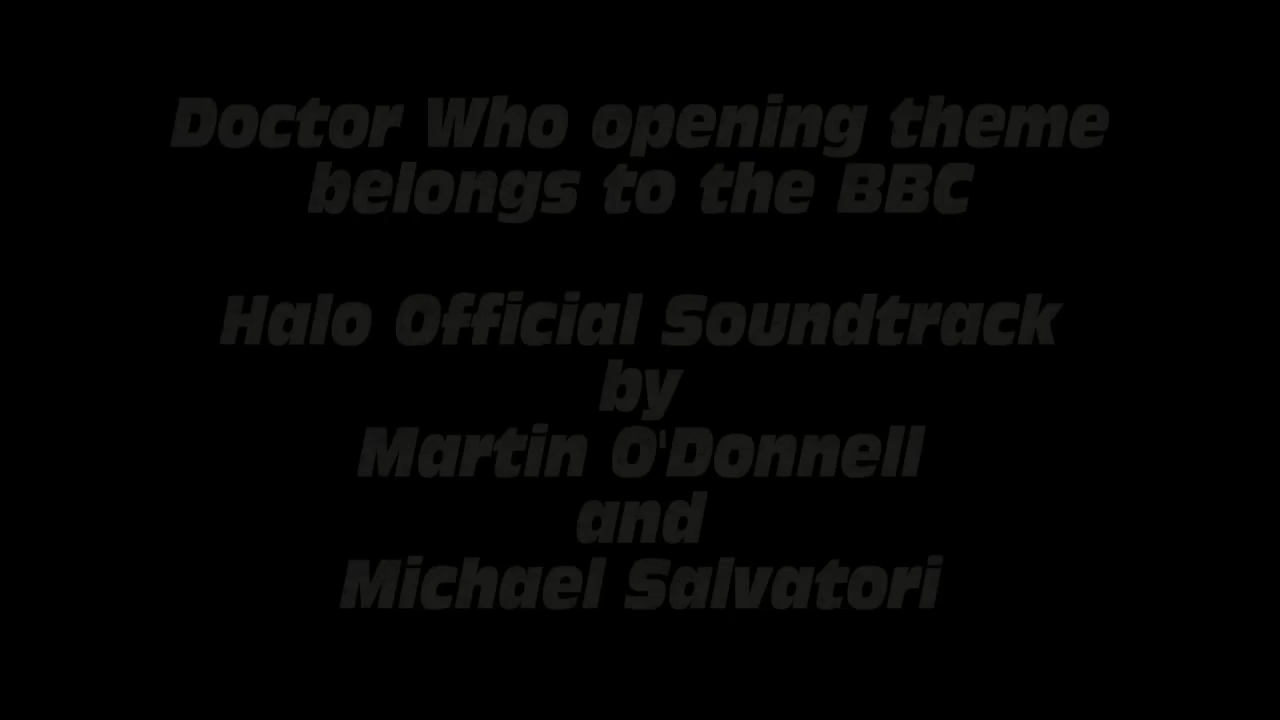 Doctor Who opening theme
belongs to the BBC
Halo Official Soundtrack
by
Martin O'Donnell
and
Michael Salvatori